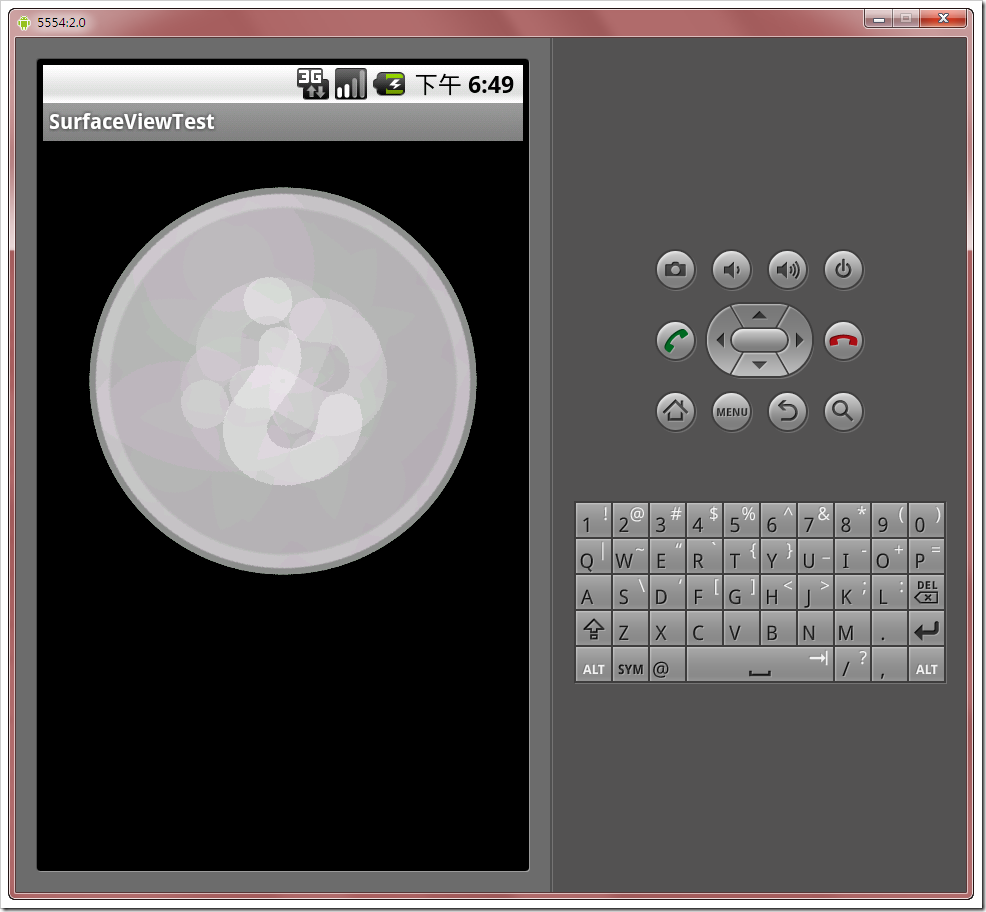 5554:2.0
3G 下午 6:49
SurfaceViewTest
MENU
1 ! 2 @ 3 # 4 $ 5 % 6 ^ 7 & 8 * 9 ( 0 )
Q | W ~ E “ R ` T { Y } U _ I - O + P =
A S \ D ‘ F [ G ] H < J > K ; L : DEL
Z X C V B N M .
ALT SYM @ / ? , ALT